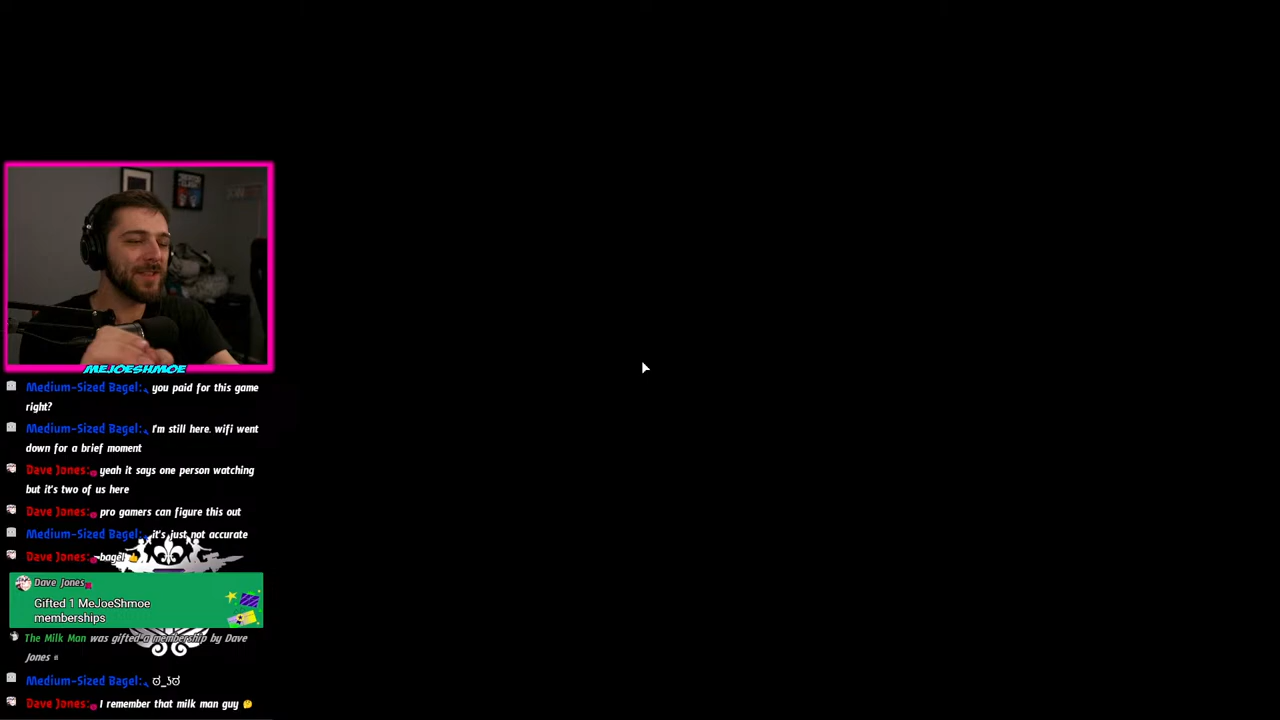 MEJOESHMOE
Medium-Sized Bagel: you paid for this game
right?
Medium-Sized Bagel: I'm still here. wifi went
down for a brief moment
Dave Jones: yeah it says one person watching
but it's two of us here
Dave Jones: pro gamers can figure this out
Medium-Sized Bagel: it's just not accurate
Dave Jones: bagel 👍
Dave Jones
Gifted 1 MeJoeShmoe
memberships
The Milk Man was gifted a membership by Dave
Jones
Medium-Sized Bagel: ಠ_ʖಠ
Dave Jones: I remember that milk man guy 🤔